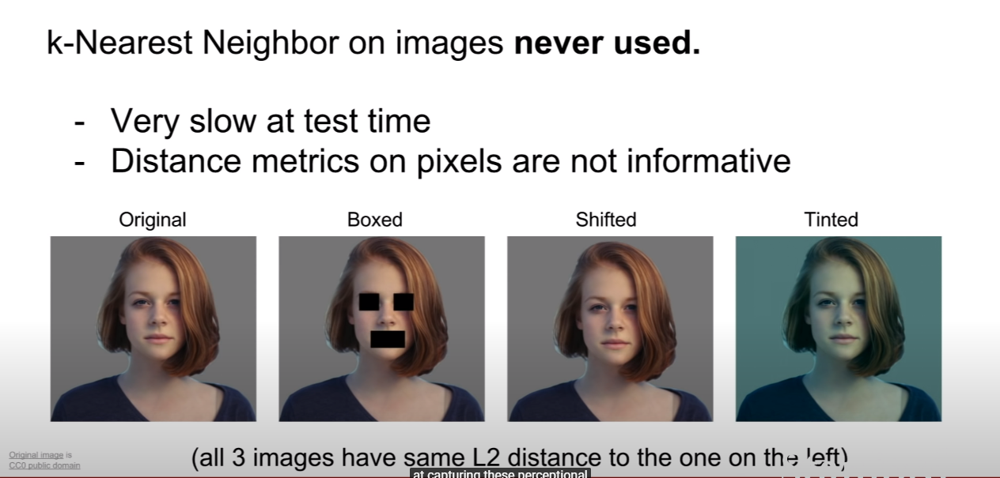 k-Nearest Neighbor on images never used.
- Very slow at test time
- Distance metrics on pixels are not informative
Original
Boxed
Shifted
Tinted
Original image is
CC0 public domain
(all 3 images have same L2 distance to the one on the left)
at capturing these perceptional